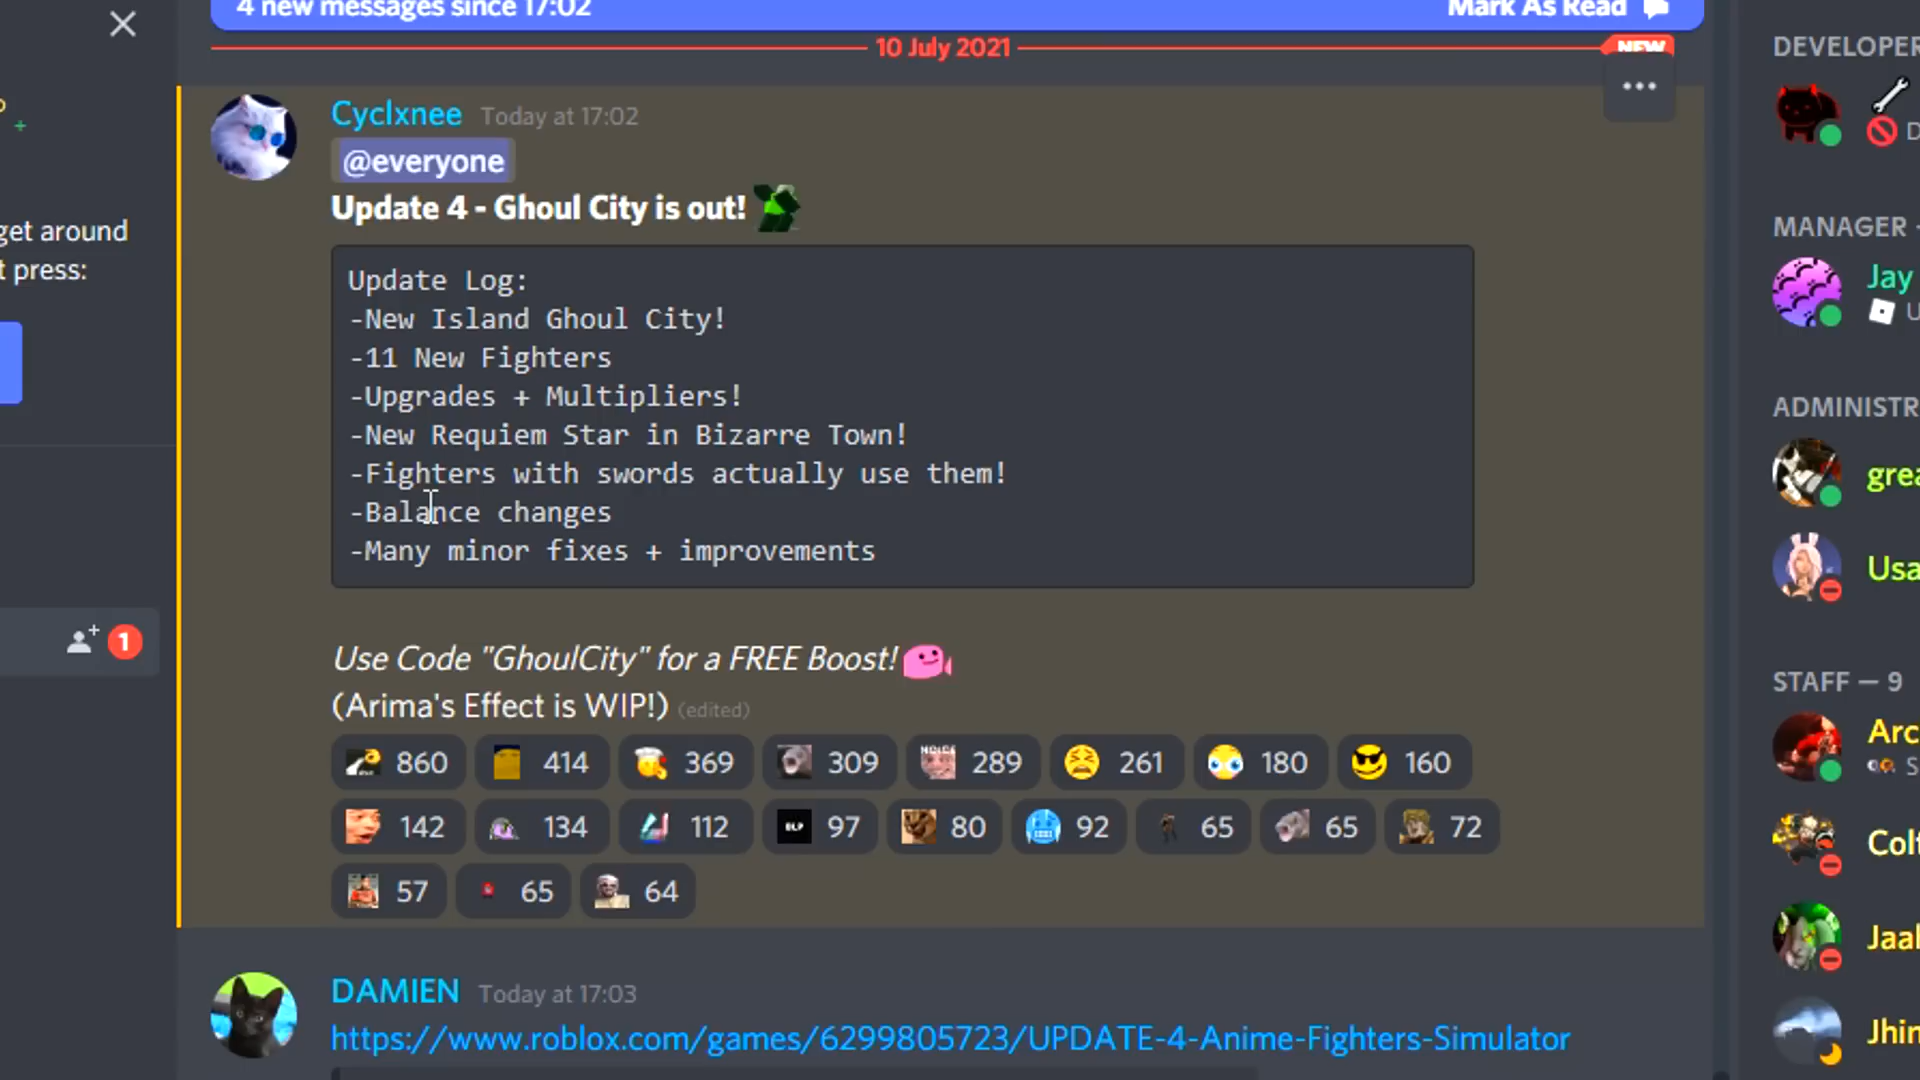 4 new messages since 17:02
Mark As Read
10 July 2021
NEW
get around
t press:
1
Cyclxnee Today at 17:02
@everyone
Update 4 - Ghoul City is out!
Update Log:
-New Island Ghoul City!
-11 New Fighters
-Upgrades + Multipliers!
-New Requiem Star in Bizarre Town!
-Fighters with swords actually use them!
-Balance changes
-Many minor fixes + improvements
Use Code "GhoulCity" for a FREE Boost!
(Arima's Effect is WIP!) (edited)
860 414 369 309 289 261 180 160
142 134 112 97 80 92 65 65 72
57 65 64
DAMIEN Today at 17:03
https://www.roblox.com/games/6299805723/UPDATE-4-Anime-Fighters-Simulator
DEVELOPER
D
MANAGER -
Jay
U
ADMINISTR
grea
Usa
STAFF — 9
Arc
S
Colt
Jaal
Jhin